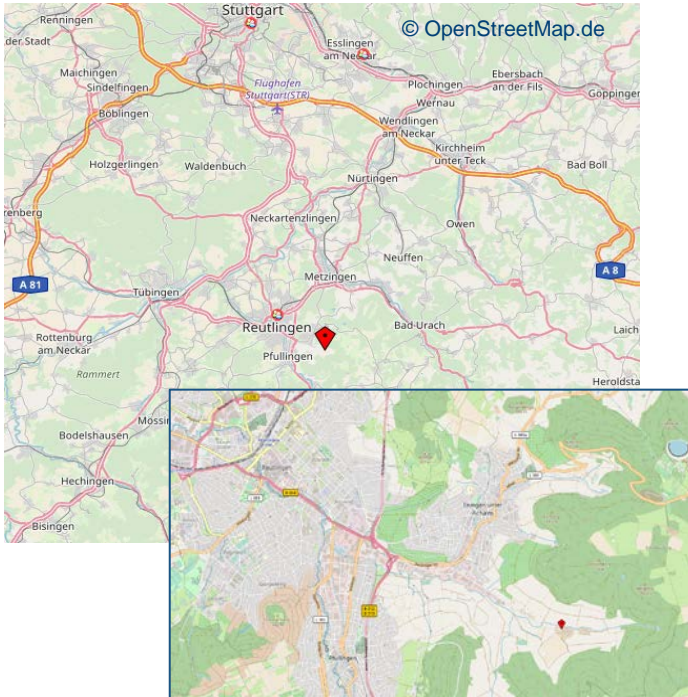 Renningen
Stuttgart
© OpenStreetMap.de
der Stadt
Esslingen
am Neckar
Maichingen
Sindelfingen
Flughafen
Stuttgart(STR)
Plochingen
Ebersbach
an der Fils
Göppingen
Wernau
Böblingen
Wendlingen
am Neckar
Holzgerlingen
Waldenbuch
Kirchheim
unter Teck
Bad Boll
Nürtingen
renberg
Neckartenzlingen
Owen
Neuffen
A 81
Metzingen
A 8
Tübingen
Reutlingen
Bad Urach
Laich
Rottenburg
am Neckar
Pfullingen
Rammert
Heroldsta
Mössin
Bodelshausen
Hechingen
Bisingen
Reutlingen
Pfullingen